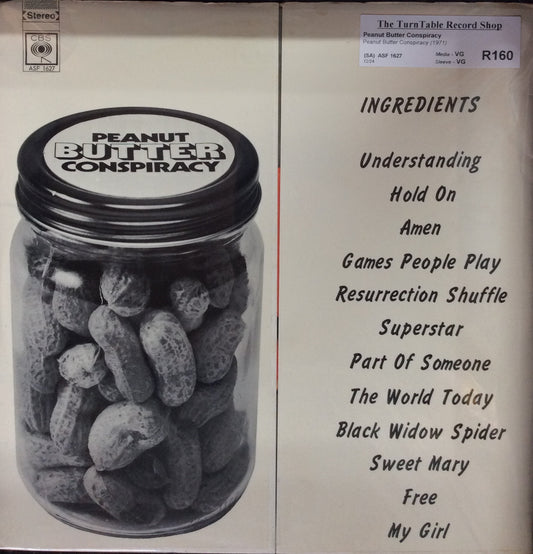 Stereo
CBS
ASF 1627
The TurnTable Record Shop
Peanut Butter Conspiracy
Peanut Butter Conspiracy (1971)
(SA) ASF 1627
Media - VG
Sleeve - VG
R160
PEANUT
BUTTER
CONSPIRACY
INGREDIENTS
Understanding
Hold On
Amen
Games People Play
Resurrection Shuffle
Superstar
Part Of Someone
The World Today
Black Widow Spider
Sweet Mary
Free
My Girl